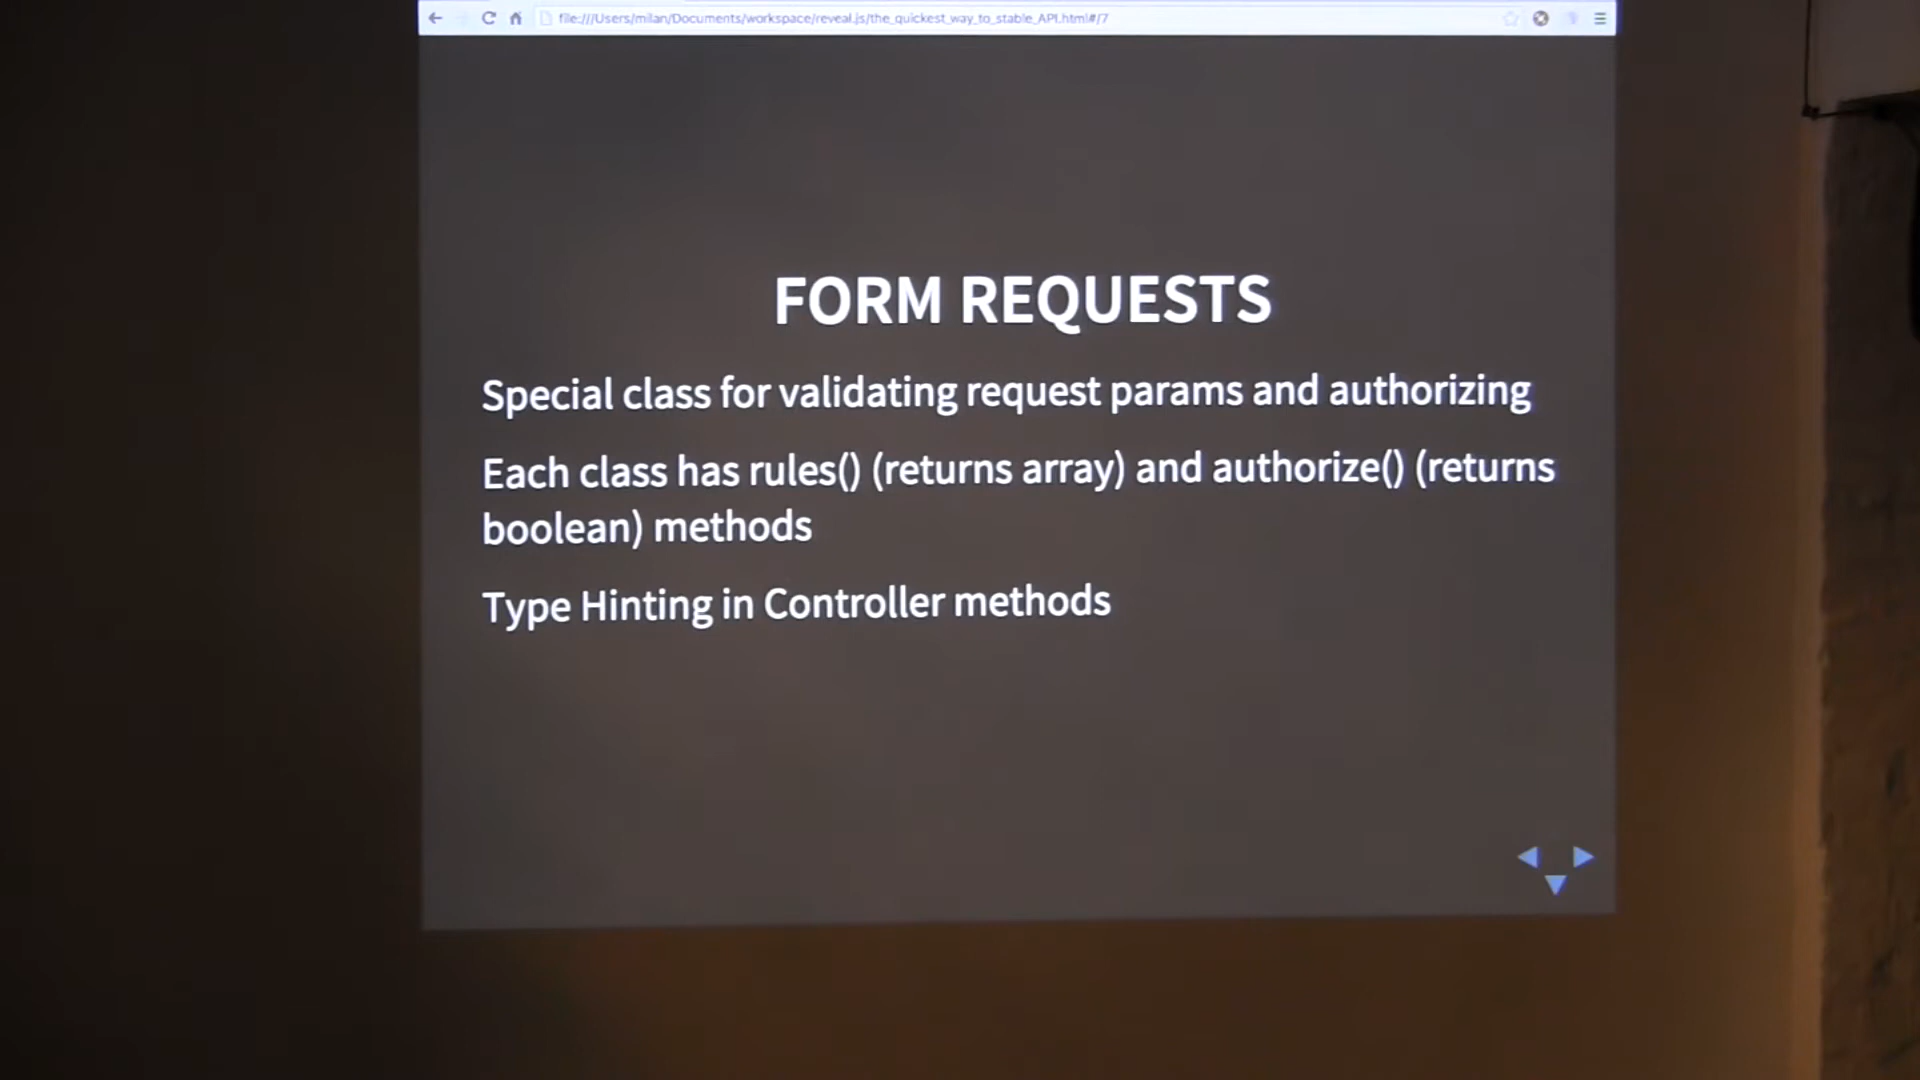 file:///Users/milan/Documents/workspace/reveal.js/the_quickest_way_to_stable_API.html#/7
FORM REQUESTS
Special class for validating request params and authorizing
Each class has rules() (returns array) and authorize() (returns
boolean) methods
Type Hinting in Controller methods